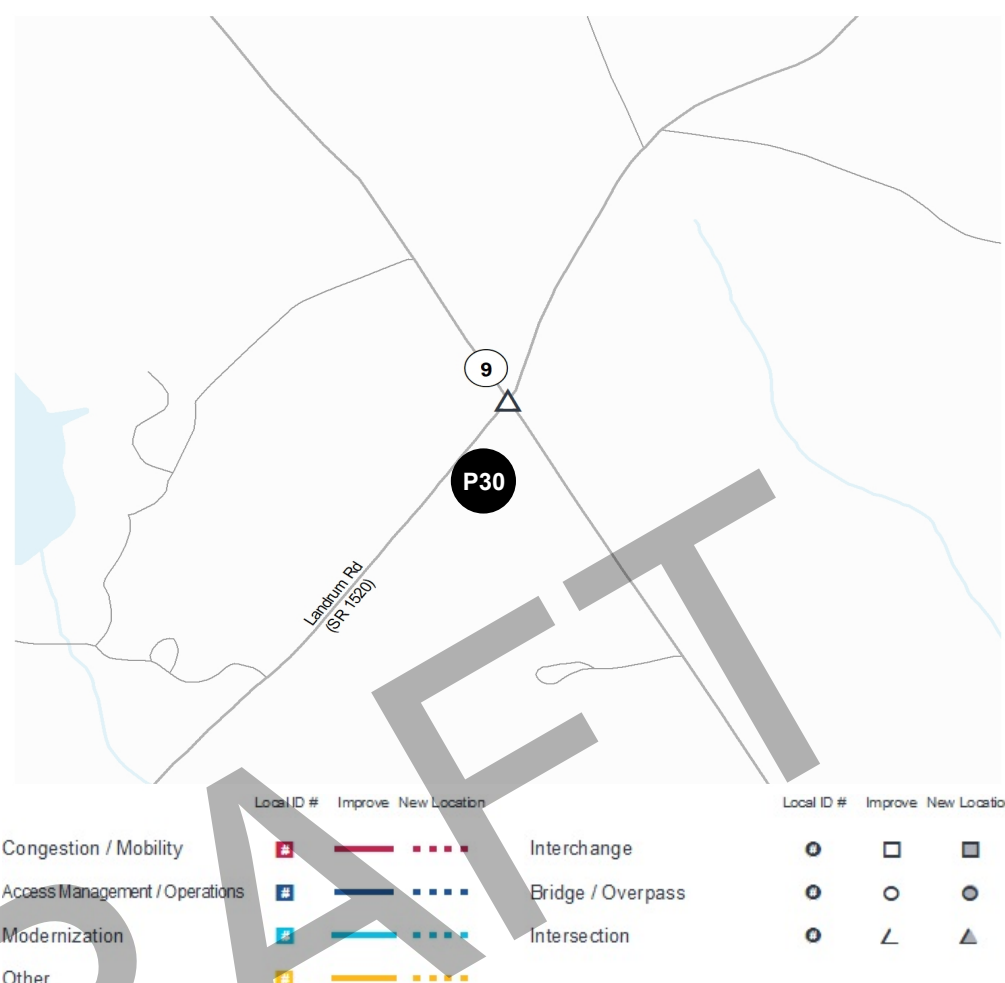 9
P30
Landrum Rd
(SR 1520)
DRAFT
Local ID # Improve New Location Local ID # Improve New Locatio
Congestion / Mobility # Interchange #
Access Management / Operations # Bridge / Overpass #
Modernization # Intersection #
Other #